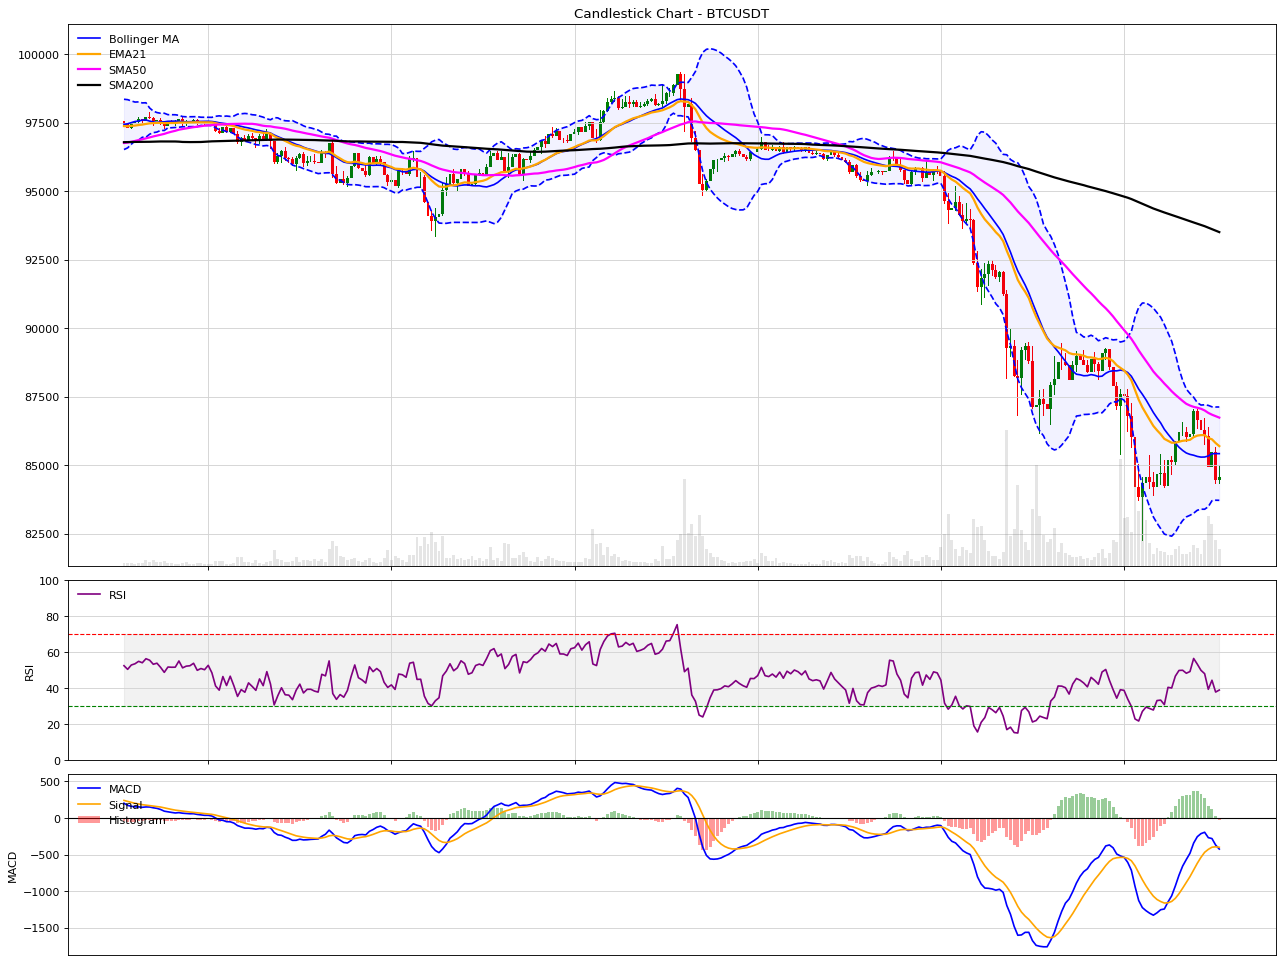 Candlestick Chart - BTCUSDT
Bollinger MA
EMA21
SMA50
SMA200
100000
97500
95000
92500
90000
87500
85000
82500
RSI
100
80
60
40
20
0
RSI
MACD
Signal
Histogram
500
0
−500
−1000
−1500
MACD